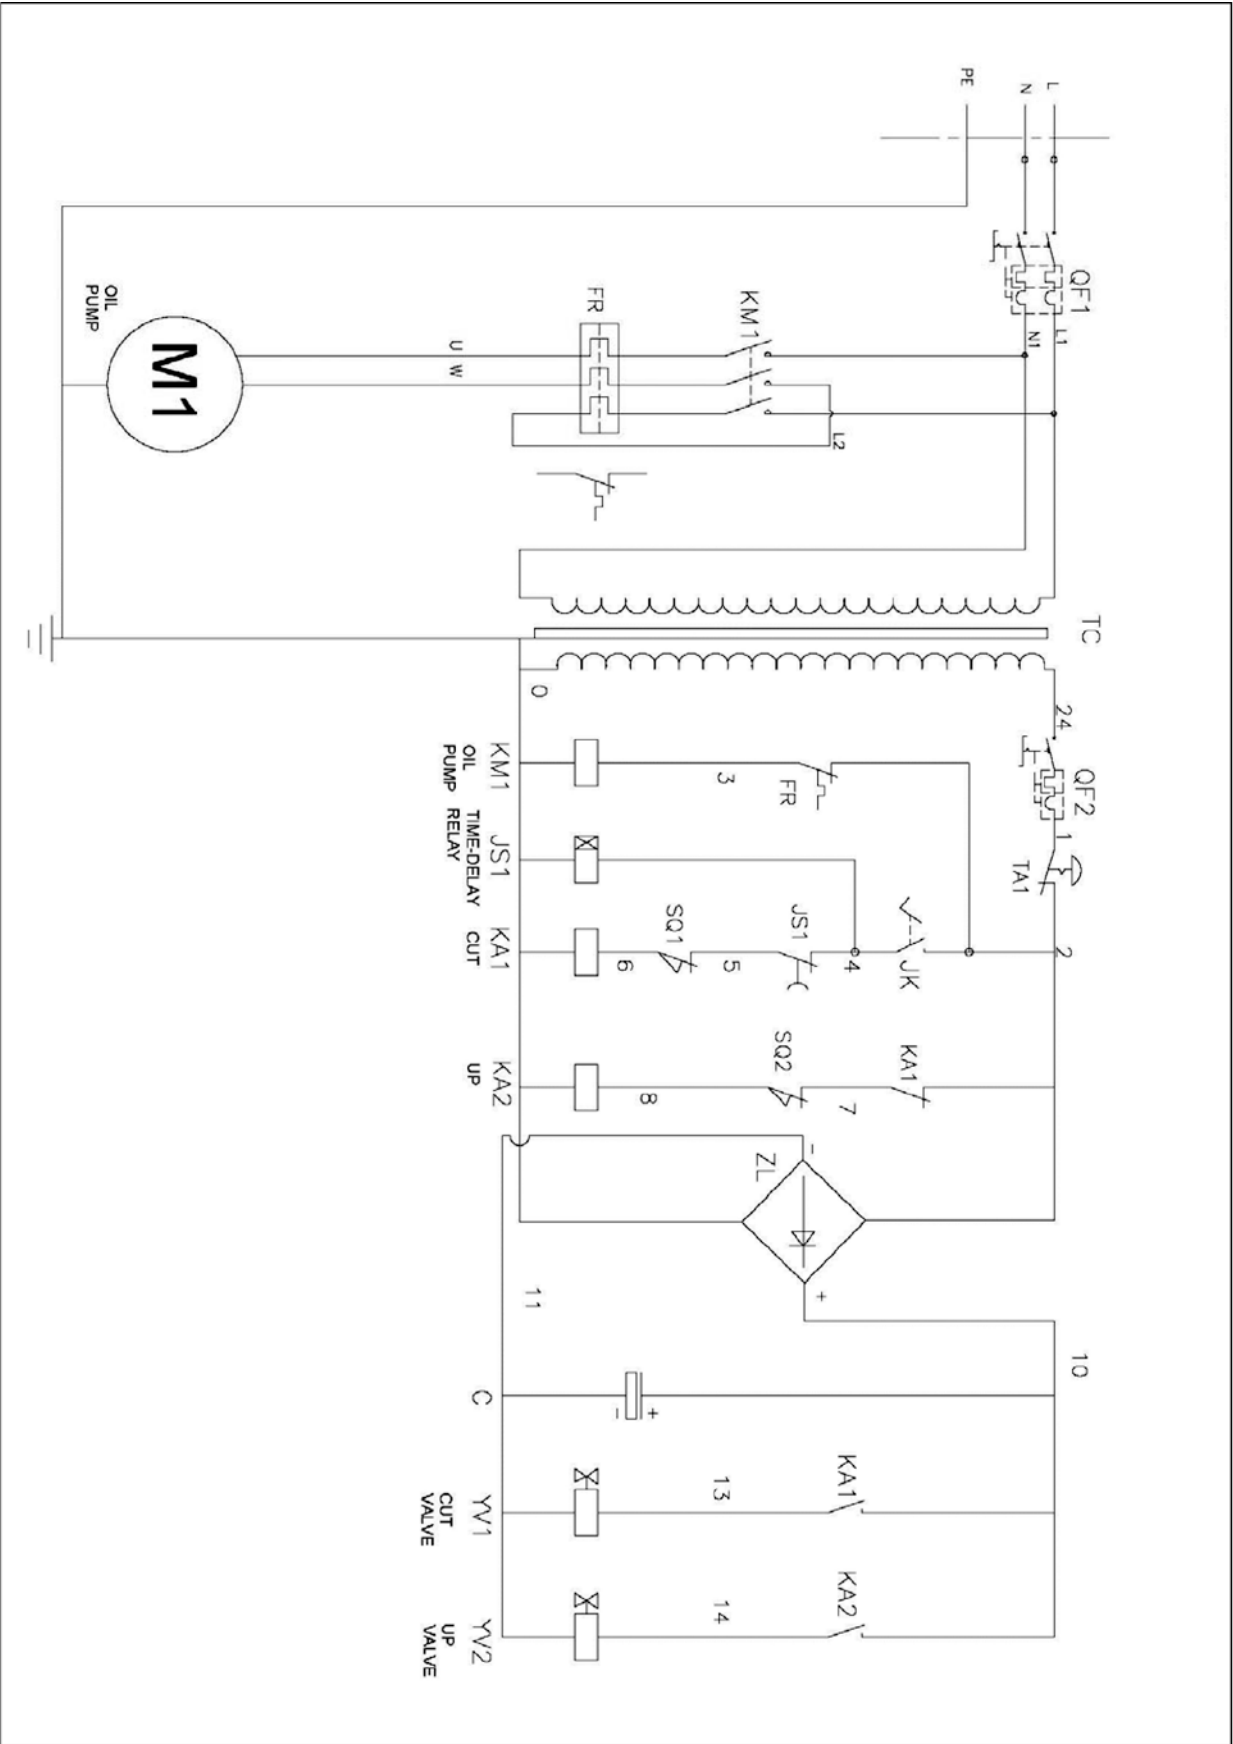 L
N
PE
QF1
L1
N1
KM1
FR
U
W
L2
OIL
PUMP
M1
TC
24
QF2
1
TA1
2
0
FR
3
KM1
OIL
PUMP
JS1
TIME-DELAY
RELAY
JK
4
JS1
5
SQ1
6
KA1
CUT
KA1
7
SQ2
8
KA2
UP
-
ZL
+
10
11
+
-
C
KA1
13
YV1
CUT
VALVE
KA2
14
YV2
UP
VALVE